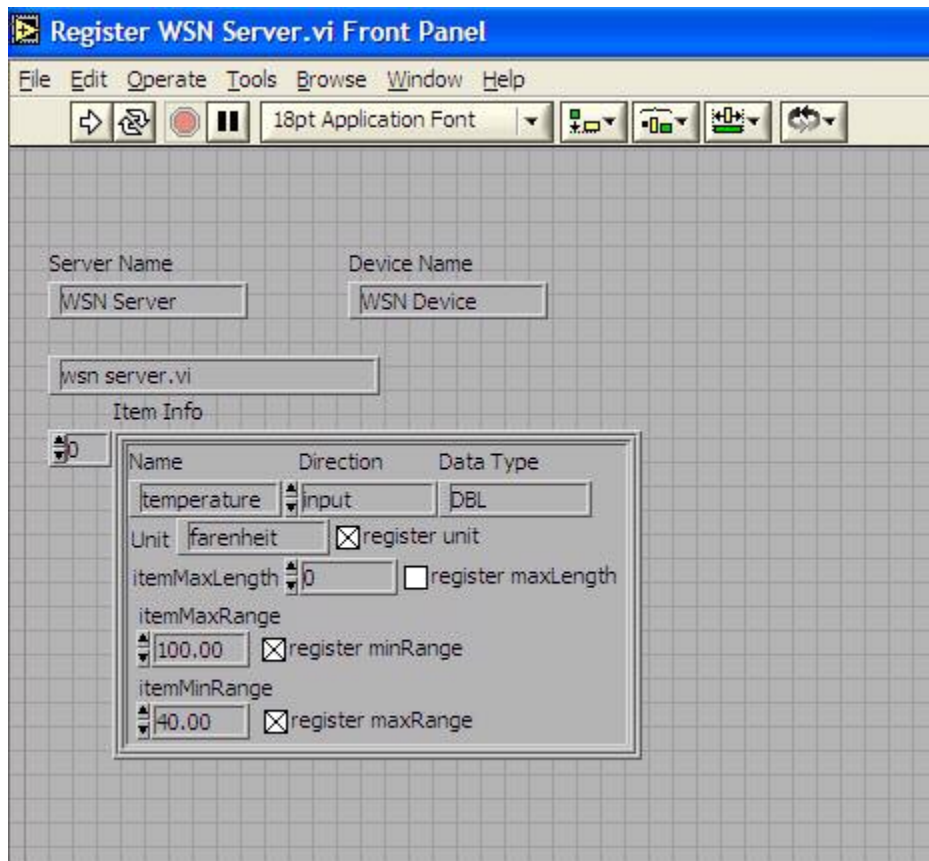 Register WSN Server.vi Front Panel
File Edit Operate Tools Browse Window Help
18pt Application Font
Server Name Device Name
WSN Server WSN Device
wsn server.vi
Item Info
0
Name Direction Data Type
temperature input DBL
Unit farenheit register unit
itemMaxLength 0 register maxLength
itemMaxRange
100.00 register minRange
itemMinRange
40.00 register maxRange